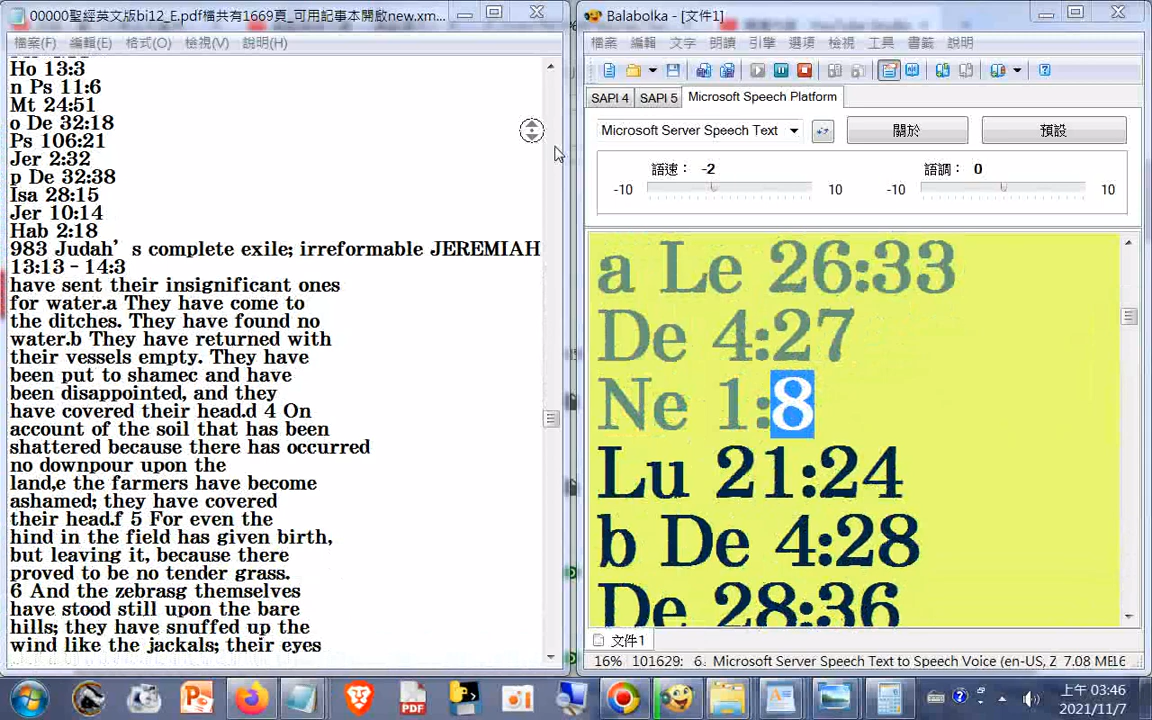 00000聖經英文版bi12_E.pdf檔共有1669頁_可用記事本開啟new.xm...
檔案(F) 編輯(E) 格式(O) 檢視(V) 說明(H)
Ho 13:3
n Ps 11:6
Mt 24:51
o De 32:18
Ps 106:21
Jer 2:32
p De 32:38
Isa 28:15
Jer 10:14
Hab 2:18
983 Judah’s complete exile; irreformable JEREMIAH
13:13-14:3
have sent their insignificant ones
for water.a They have come to
the ditches. They have found no
water.b They have returned with
their vessels empty. They have
been put to shamec and have
been disappointed, and they
have covered their head.d 4 On
account of the soil that has been
shattered because there has occurred
no downpour upon the
land,e the farmers have become
ashamed; they have covered
their head.f 5 For even the
hind in the field has given birth,
but leaving it, because there
proved to be no tender grass.
6 And the zebrasg themselves
have stood still upon the bare
hills; they have snuffed up the
wind like the jackals; their eyes
Balabolka - [文件1]
檔案 編輯 文字 朗讀 引擎 選項 檢視 工具 書籤 說明
SAPI 4 SAPI 5 Microsoft Speech Platform
Microsoft Server Speech Text 關於 預設
語速： -2 語調： 0
-10 10 -10 10
a Le 26:33
De 4:27
Ne 1:8
Lu 21:24
b De 4:28
De 28:36
文件1
16% 101629: 6. Microsoft Server Speech Text to Speech Voice (en-US, Z 7.08 ME
上午 03:46
2021/11/7